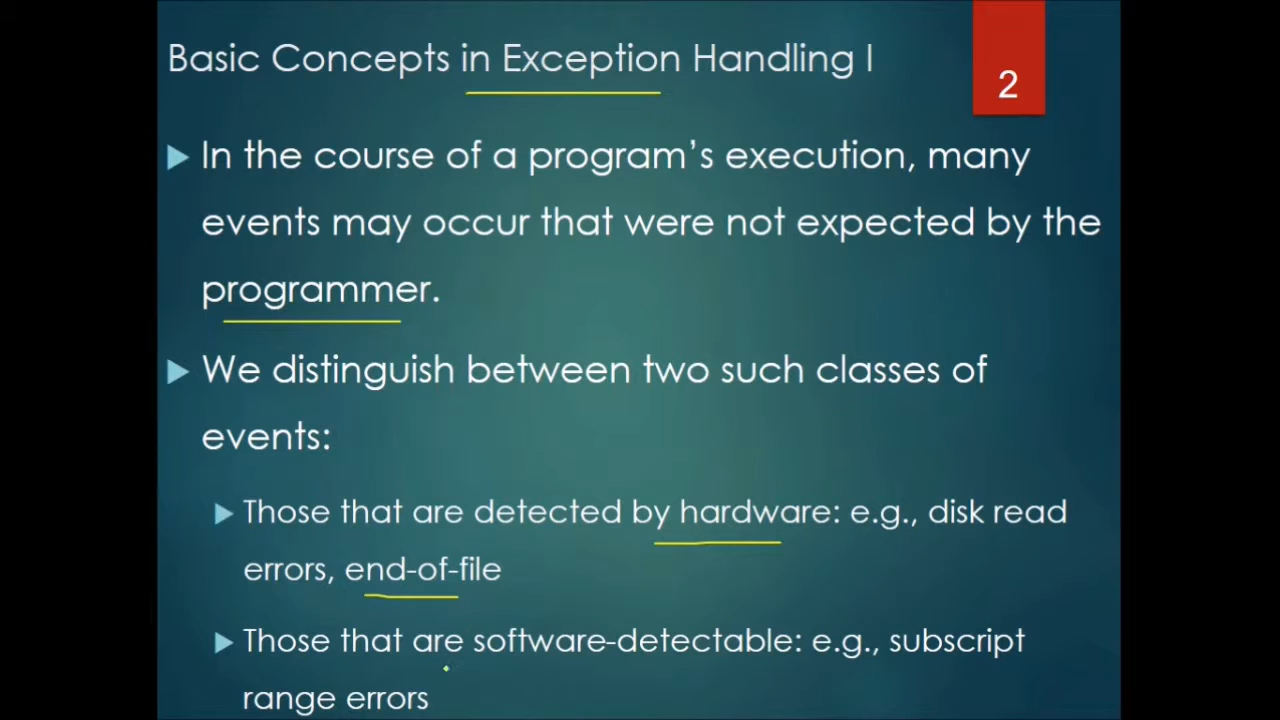 Basic Concepts in Exception Handling I
2
In the course of a program's execution, many
events may occur that were not expected by the
programmer.
We distinguish between two such classes of
events:
Those that are detected by hardware: e.g., disk read
errors, end-of-file
Those that are software-detectable: e.g., subscript
range errors